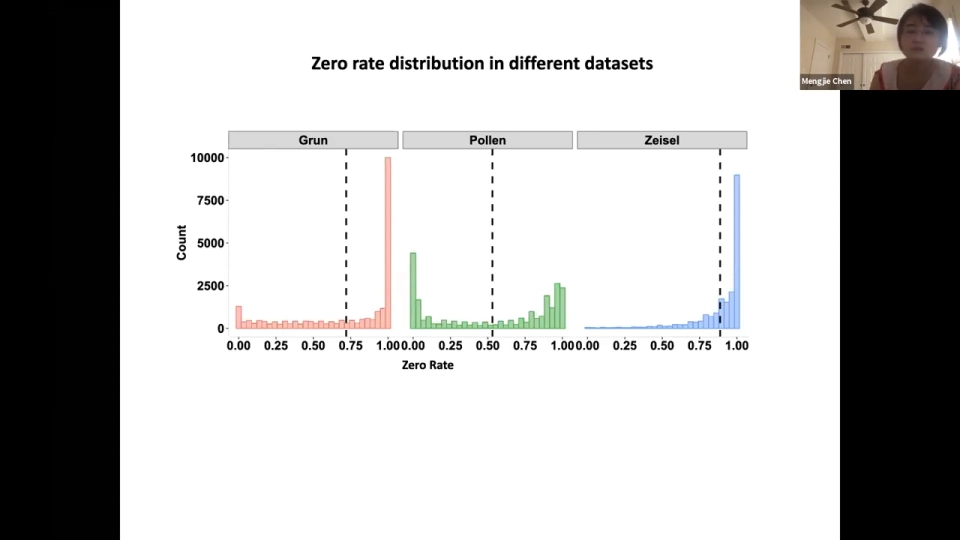 Mengjie Chen
Zero rate distribution in different datasets
Grun Pollen Zeisel
10000
7500
5000
2500
0
Count
0.00 0.25 0.50 0.75 1.00 0.00 0.25 0.50 0.75 1.00 0.00 0.25 0.50 0.75 1.00
Zero Rate